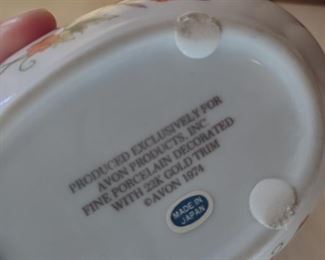 PRODUCED EXCLUSIVELY FOR
AVON PRODUCTS, INC
FINE PORCELAIN DECORATED
WITH 22K GOLD TRIM
©AVON 1974
MADE IN
JAPAN